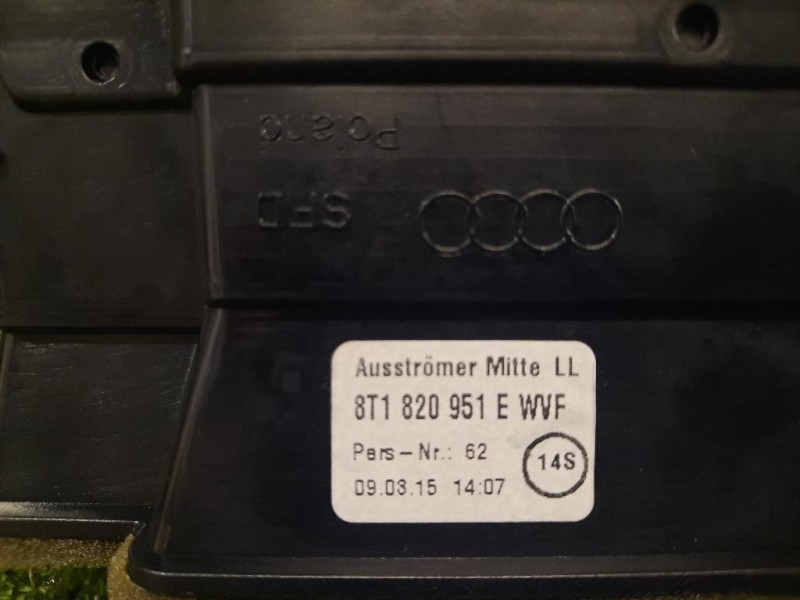 Poland
SFD
Ausströmer Mitte LL
8T1 820 951 E WVF
Pers-Nr.: 62
14S
09.03.15 14:07